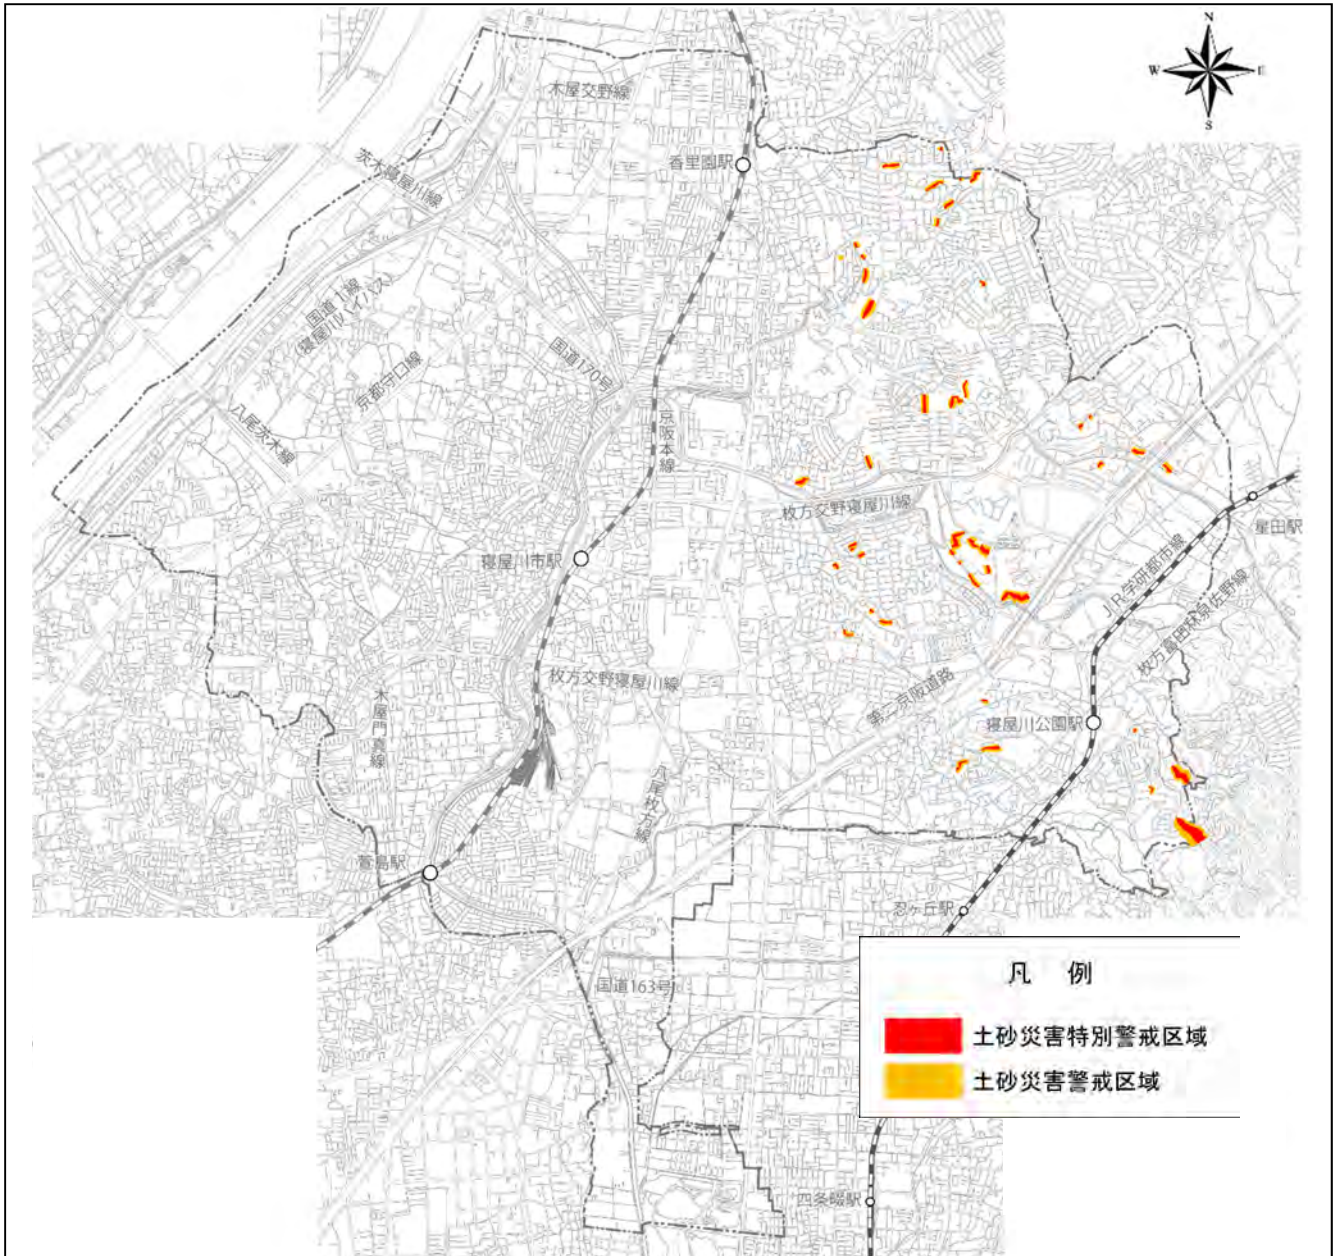 N
W
E
S
木屋交野線
茨木寝屋川線
香里園駅
国道1線
寝屋川バイパス
国道170号
京都守口線
八尾茨木線
京阪本線
枚方交野寝屋川線
星田駅
寝屋川市駅
JR学研都市線
枚方富田林泉佐野線
枚方交野寝屋川線
第二京阪道路
木屋門真線
寝屋川公園駅
八尾枚方線
萱島駅
忍ヶ丘駅
国道163号
四条畷駅
凡 例
土砂災害特別警戒区域
土砂災害警戒区域